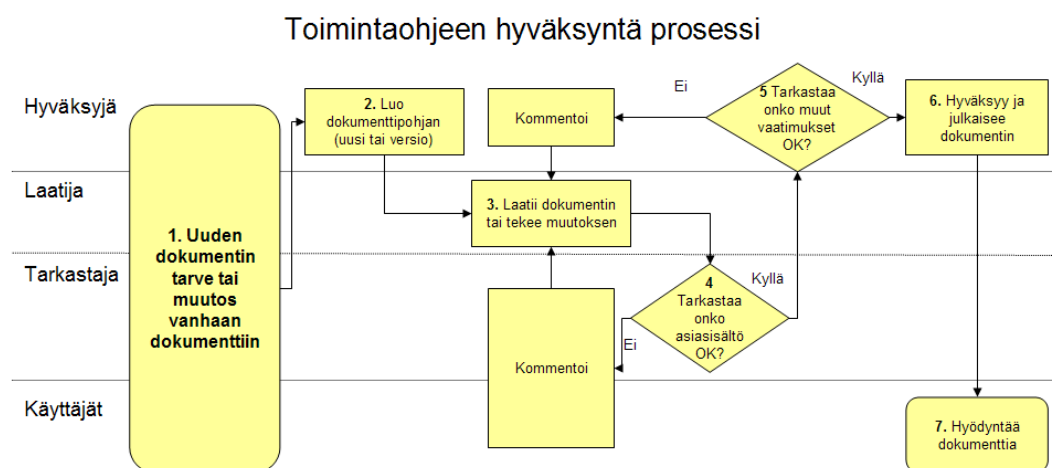 Toimintaohjeen hyväksyntä prosessi
Hyväksyjä
Laatija
Tarkastaja
Käyttäjät
1. Uuden
dokumentin
tarve tai
muutos
vanhaan
dokumenttiin
2. Luo
dokumenttipohjan
(uusi tai versio)
Kommentoi
Ei
5 Tarkastaa
onko muut
vaatimukset
OK?
Kyllä
6. Hyväksyy ja
julkaisee
dokumentin
3. Laatii dokumentin
tai tekee muutoksen
4
Tarkastaa
onko
asiasisältö
OK?
Kyllä
Ei
Kommentoi
7. Hyödyntää
dokumenttia